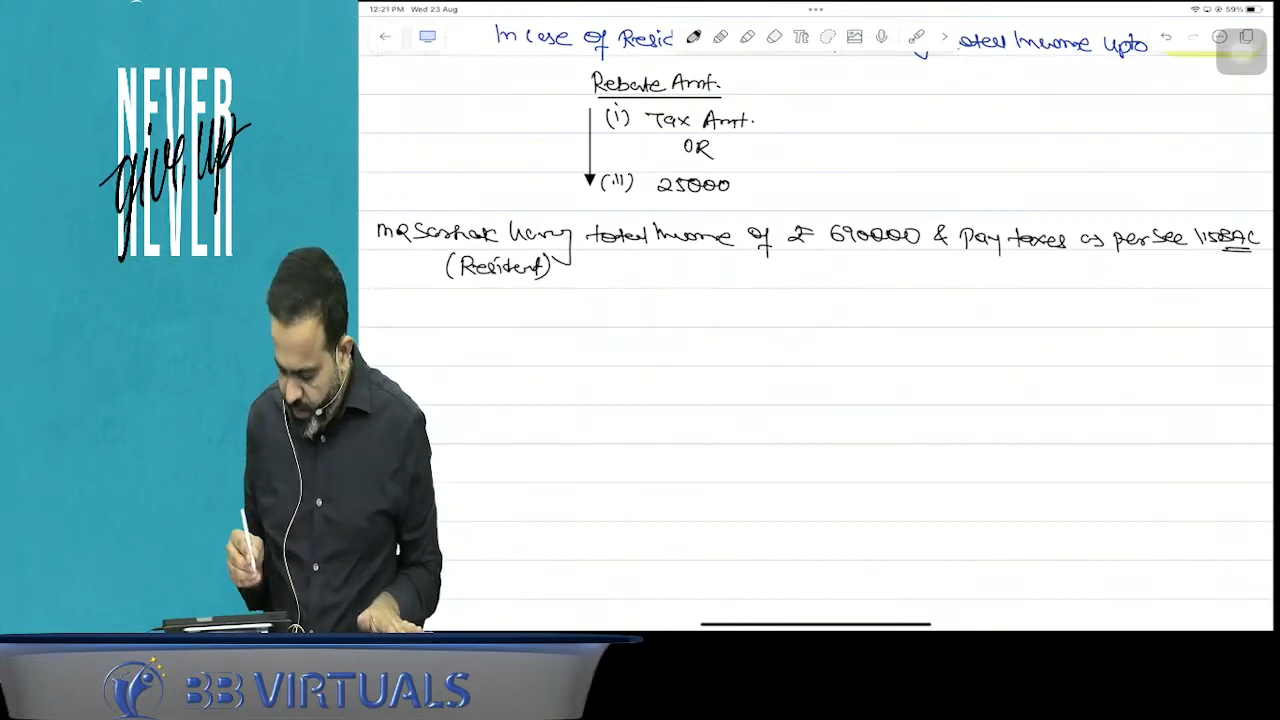 12:21 PM Wed 23 Aug
59%
In case of Resid
otal Income upto
Rebate Amt.
(i) Tax Amt.
OR
(ii) 25000
Having total Income of ₹ 690000 & pay taxes as per sec 115BAC
(Resident)
NEVER
give up
NEVER
BB VIRTUALS